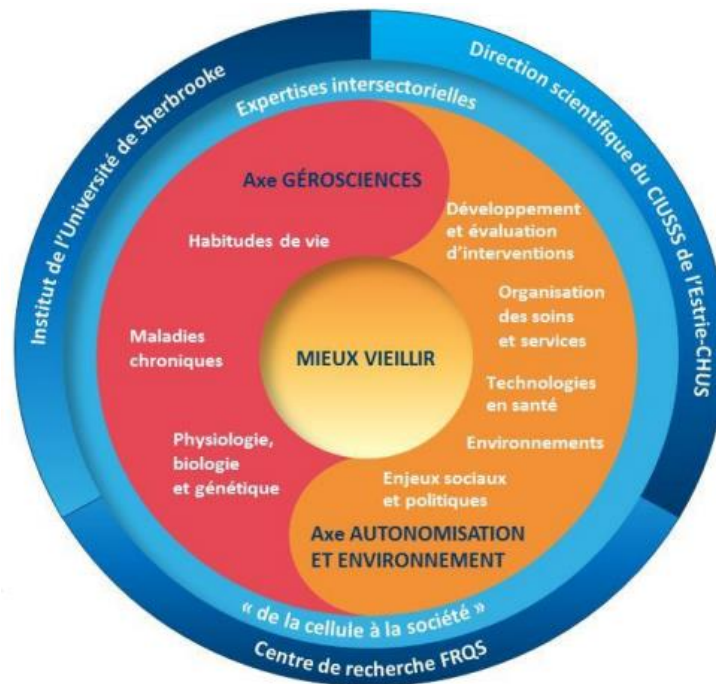 Institut de l'Université de Sherbrooke
Direction scientifique du CIUSSS de l'Estrie-CHUS
Expertises intersectorielles
Axe GÉROSCIENCES
Habitudes de vie
Maladies
chroniques
Physiologie,
biologie
et génétique
MIEUX VIEILLIR
Développement
et évaluation
d'interventions
Organisation
des soins
et services
Technologies
en santé
Environnements
Enjeux sociaux
et politiques
Axe AUTONOMISATION
ET ENVIRONNEMENT
« de la cellule à la société »
Centre de recherche FRQS